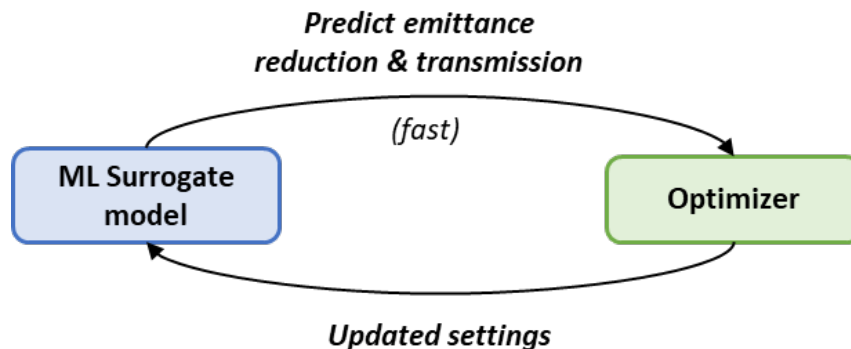 Predict emittance
reduction & transmission
(fast)
ML Surrogate
model
Optimizer
Updated settings